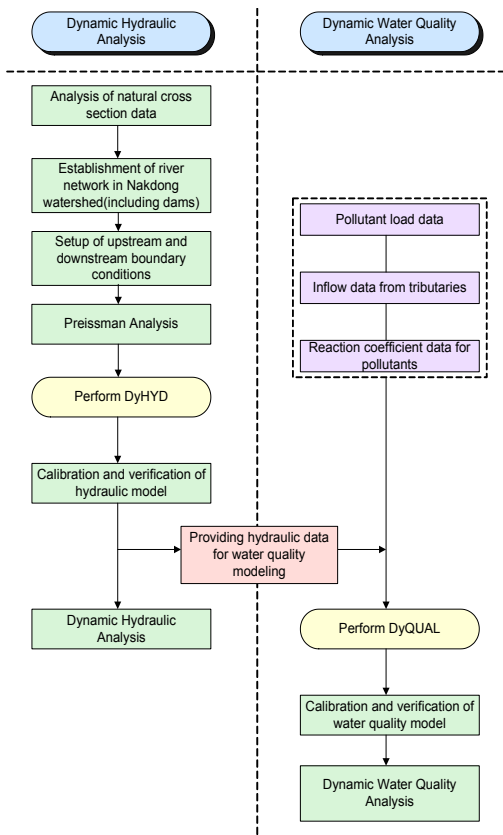 Dynamic Hydraulic
Analysis
Dynamic Water Quality
Analysis
Analysis of natural cross
section data
Establishment of river
network in Nakdong
watershed(including dams)
Setup of upstream and
downstream boundary
conditions
Preissman Analysis
Perform DyHYD
Calibration and verification of
hydraulic model
Pollutant load data
Inflow data from tributaries
Reaction coefficient data for
pollutants
Providing hydraulic data
for water quality
modeling
Dynamic Hydraulic
Analysis
Perform DyQUAL
Calibration and verification of
water quality model
Dynamic Water Quality
Analysis